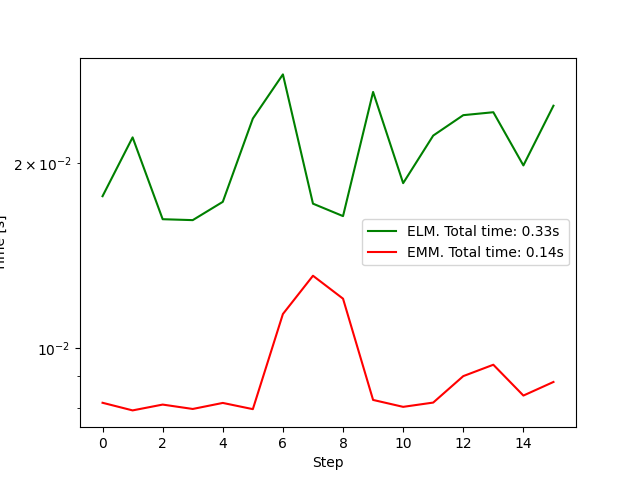 2 × 10⁻²
10⁻²
Time [s]
ELM. Total time: 0.33s
EMM. Total time: 0.14s
0 2 4 6 8 10 12 14
Step